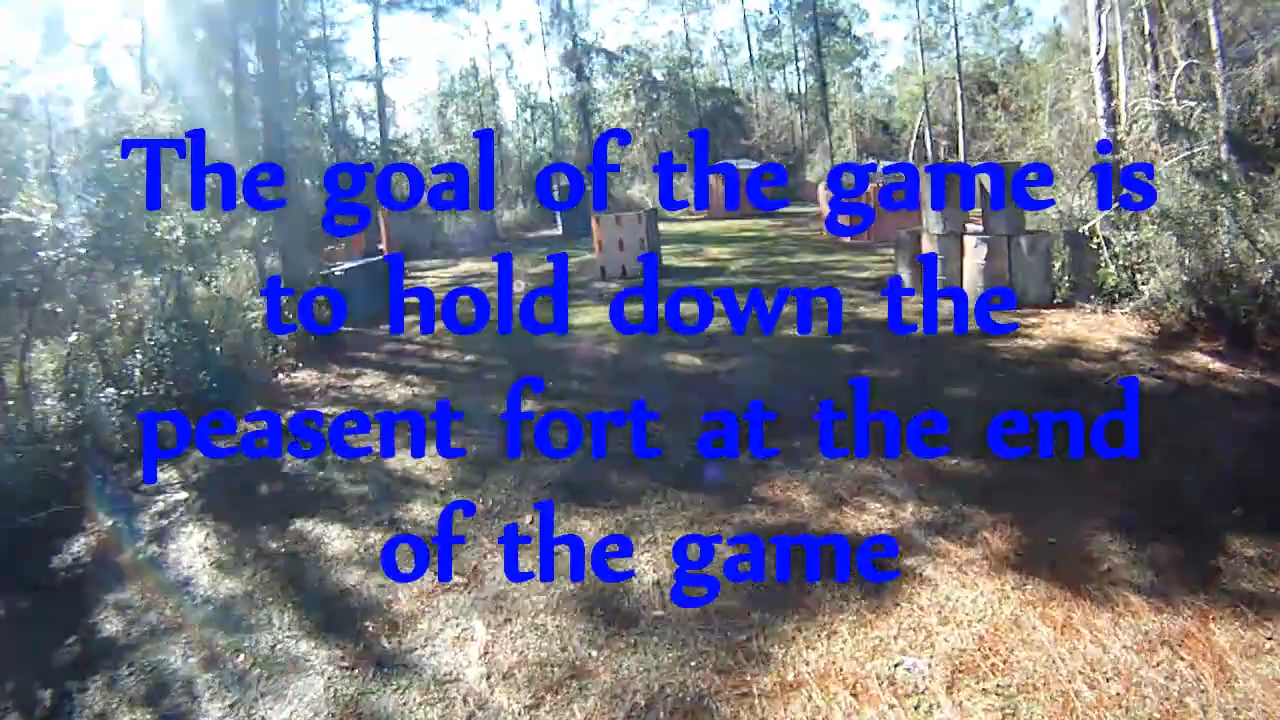 The goal of the game is
to hold down the
peasent fort at the end
of the game